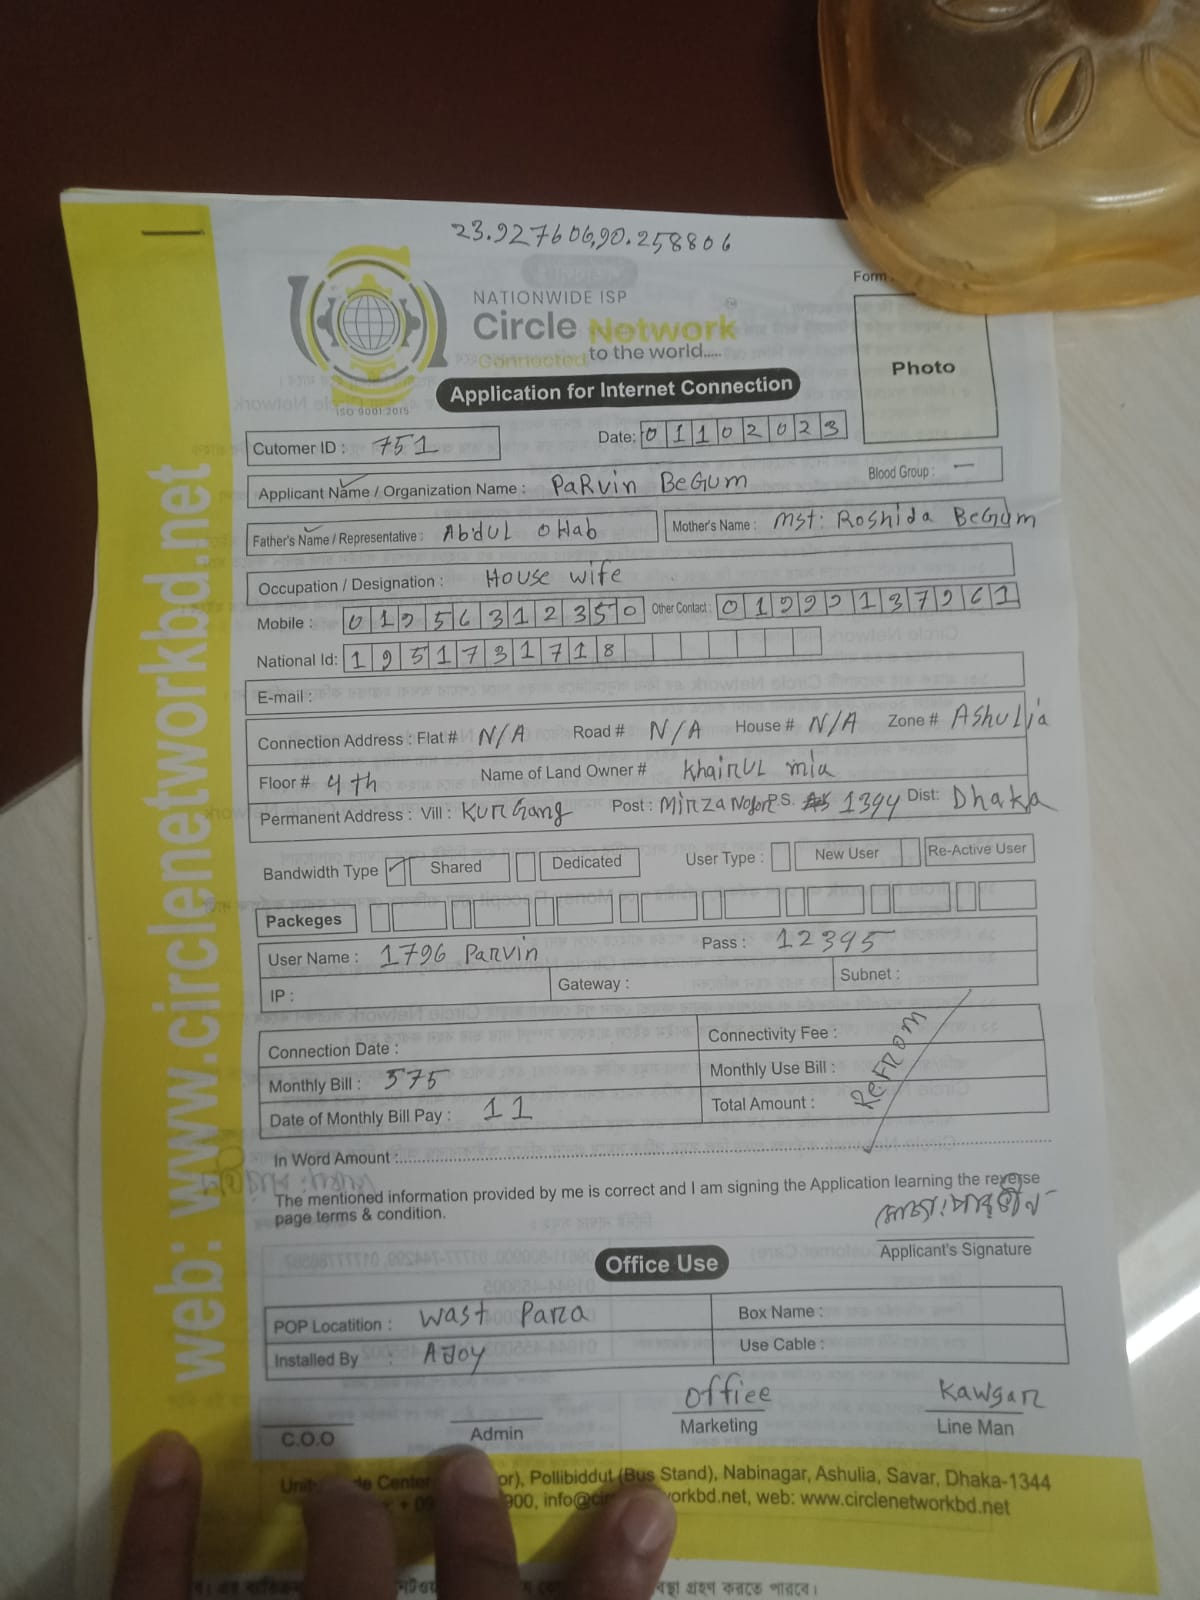 23.927606,90.258806
NATIONWIDE ISP
Form
Circle Network
Connected to the world.....
Photo
Application for Internet Connection
ISO 9001:2015
Cutomer ID : 751
Date: 01102023
Applicant Name / Organization Name : PaRvin BeGum
Blood Group : —
Father's Name / Representative : Abdul oHab
Mother's Name : mst: Roshida BeGum
Occupation / Designation : House wife
Mobile : 01956312350
Other Contact : 01999137961
National Id: 1951731718
E-mail :
Connection Address : Flat # N/A Road # N/A House # N/A Zone # Ashulia
Floor # 4th Name of Land Owner # KhaiRUL mia
Permanent Address : Vill : KurGang Post : Mirza P.S. 1344 Dist: Dhaka
Bandwidth Type Shared Dedicated User Type : New User Re-Active User
Packeges
User Name : 1796 Parvin Pass : 12345
IP : Gateway : Subnet :
Connection Date : Connectivity Fee :
Monthly Bill : 575 Monthly Use Bill :
Date of Monthly Bill Pay : 11 Total Amount :
ReFRom
In Word Amount :
The mentioned information provided by me is correct and I am signing the Application learning the reverse
page terms & condition.
Applicant's Signature
Office Use
POP Locatition : wast Para Box Name :
Installed By : AJoy Use Cable :
office Kawsar
C.O.O Admin Marketing Line Man
Pollibiddut (Bus Stand), Nabinagar, Ashulia, Savar, Dhaka-1344
900, web: www.circlenetworkbd.net
গ্রহণ করতে পারবে।
web: www.circlenetworkbd.net